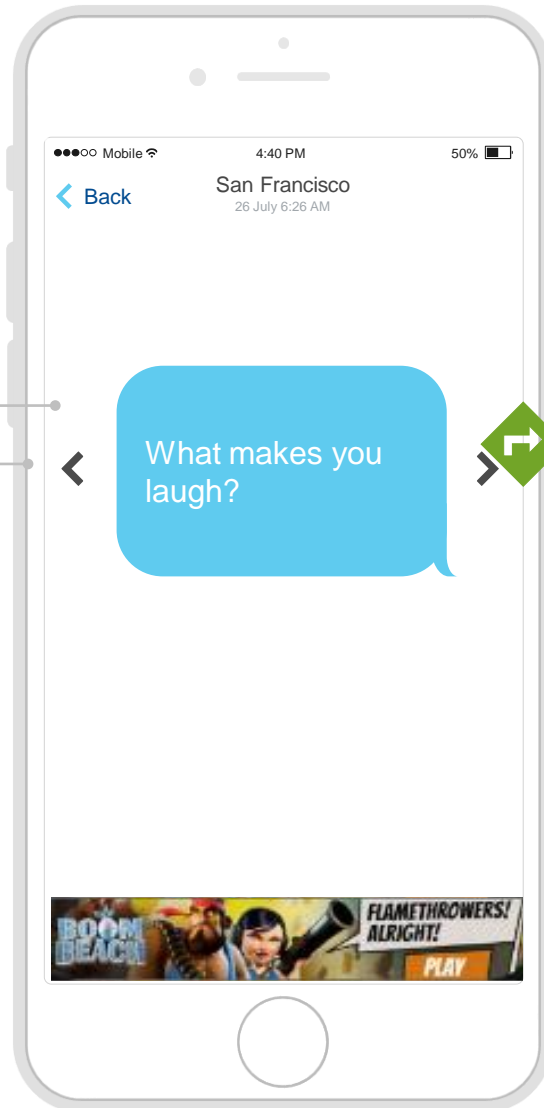 Mobile 4:40 PM 50%
Back San Francisco
26 July 6:26 AM
What makes you
laugh?
BOOM
BEACH
FLAMETHROWERS!
ALRIGHT!
PLAY